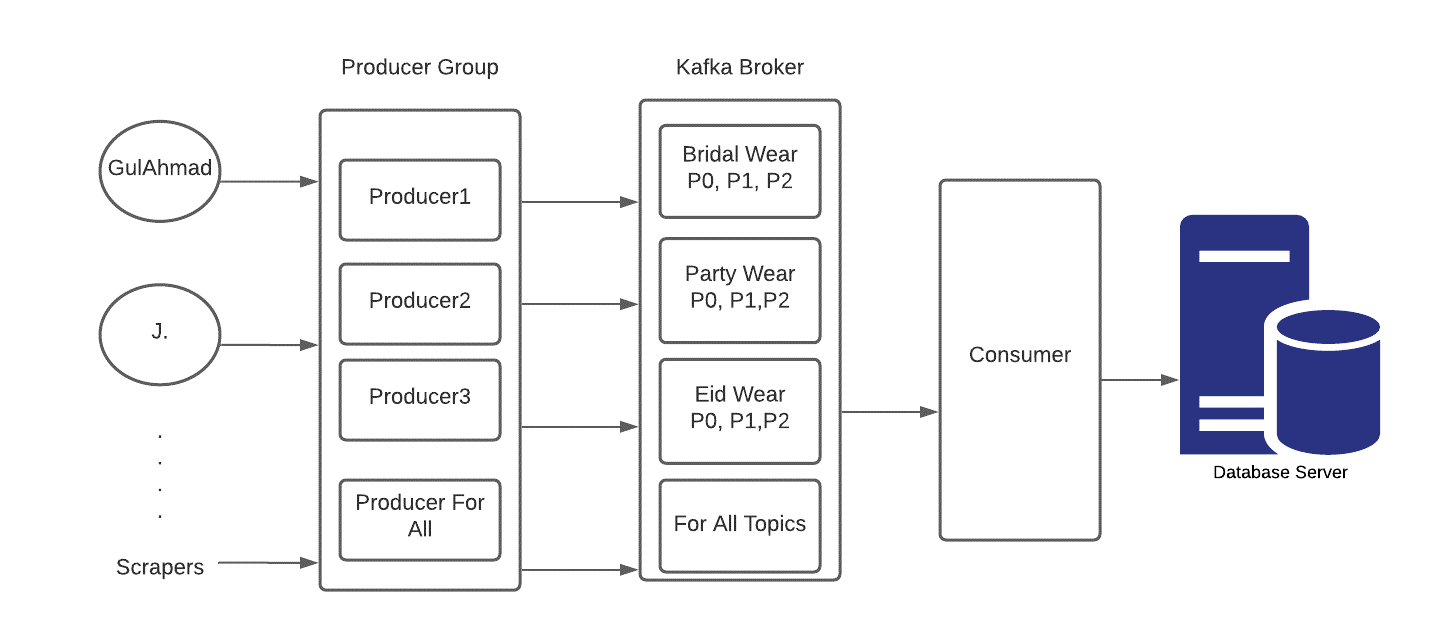 Producer Group
Kafka Broker
GulAhmad
J.
.
.
.
.
Scrapers
Producer1
Producer2
Producer3
Producer For
All
Bridal Wear
P0, P1, P2
Party Wear
P0, P1,P2
Eid Wear
P0, P1,P2
For All Topics
Consumer
Database Server